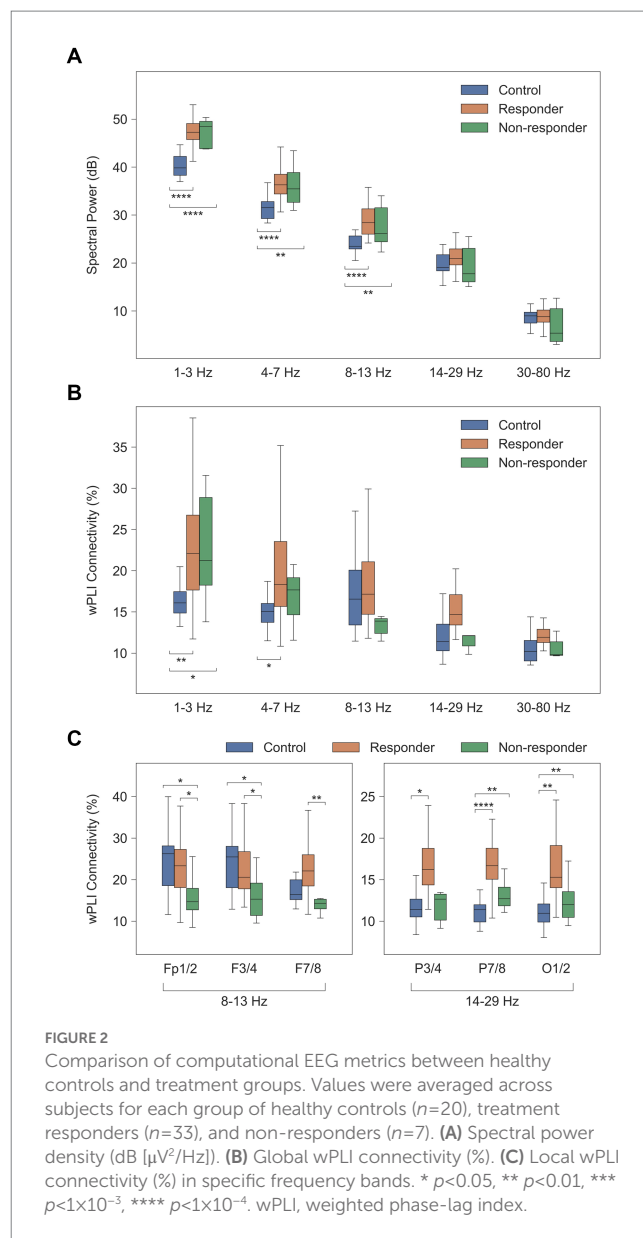 A
Control
Responder
Non-responder
Spectral Power (dB)
50
40
30
20
10
****
****
****
**
****
**
1-3 Hz 4-7 Hz 8-13 Hz 14-29 Hz 30-80 Hz
B
Control
Responder
Non-responder
wPLI Connectivity (%)
35
30
25
20
15
10
**
*
*
1-3 Hz 4-7 Hz 8-13 Hz 14-29 Hz 30-80 Hz
C
Control Responder Non-responder
wPLI Connectivity (%)
40
30
20
10
*
*
*
*
**
Fp1/2 F3/4 F7/8
8-13 Hz
25
20
15
10
*
**
****
**
**
P3/4 P7/8 O1/2
14-29 Hz
FIGURE 2
Comparison of computational EEG metrics between healthy
controls and treatment groups. Values were averaged across
subjects for each group of healthy controls (n=20), treatment
responders (n=33), and non-responders (n=7). (A) Spectral power
density (dB [μV²/Hz]). (B) Global wPLI connectivity (%). (C) Local wPLI
connectivity (%) in specific frequency bands. * p<0.05, ** p<0.01, ***
p<1×10⁻³, **** p<1×10⁻⁴. wPLI, weighted phase-lag index.